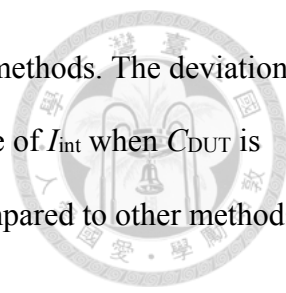 methods. The deviation
e of Iint when CDUT is
mpared to other method